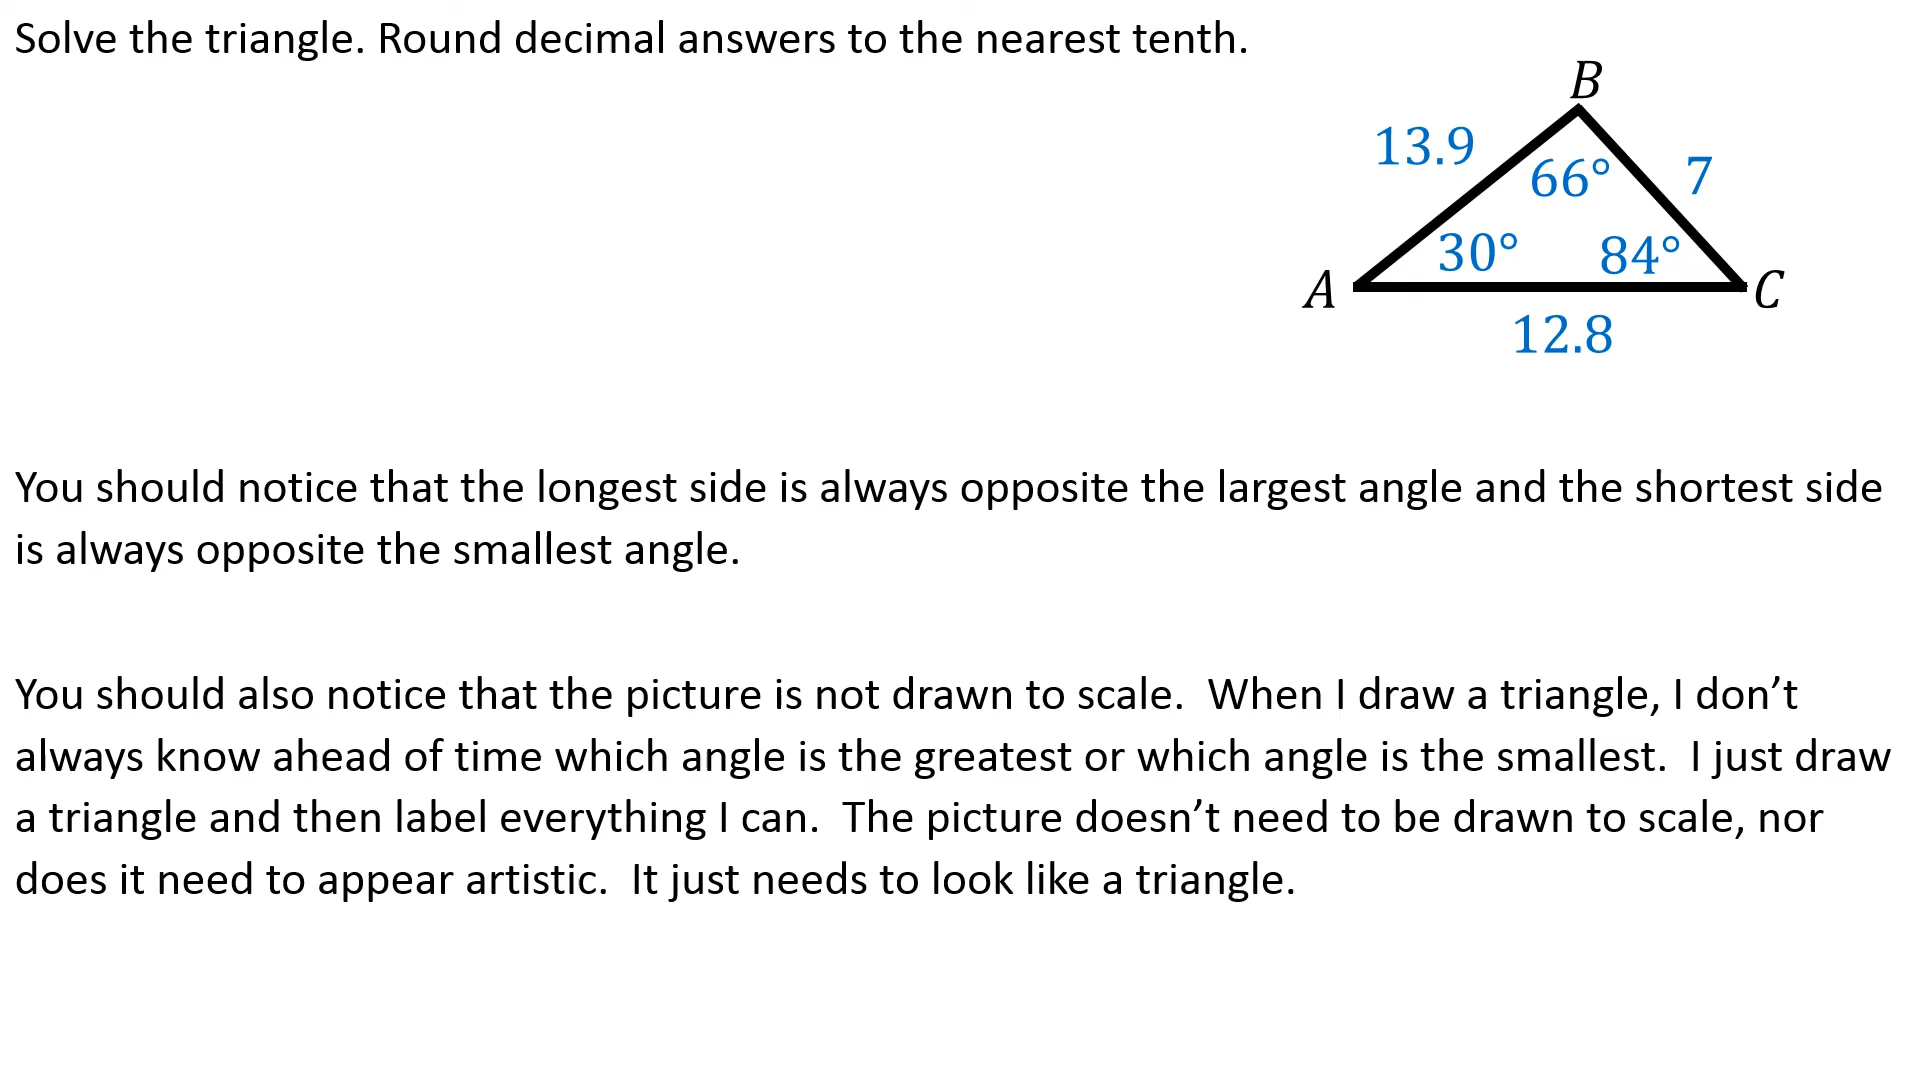 Solve the triangle. Round decimal answers to the nearest tenth.
B
13.9
66°
7
30°
84°
A
C
12.8
You should notice that the longest side is always opposite the largest angle and the shortest side
is always opposite the smallest angle.
You should also notice that the picture is not drawn to scale.  When I draw a triangle, I don’t
always know ahead of time which angle is the greatest or which angle is the smallest.  I just draw
a triangle and then label everything I can.  The picture doesn’t need to be drawn to scale, nor
does it need to appear artistic.  It just needs to look like a triangle.